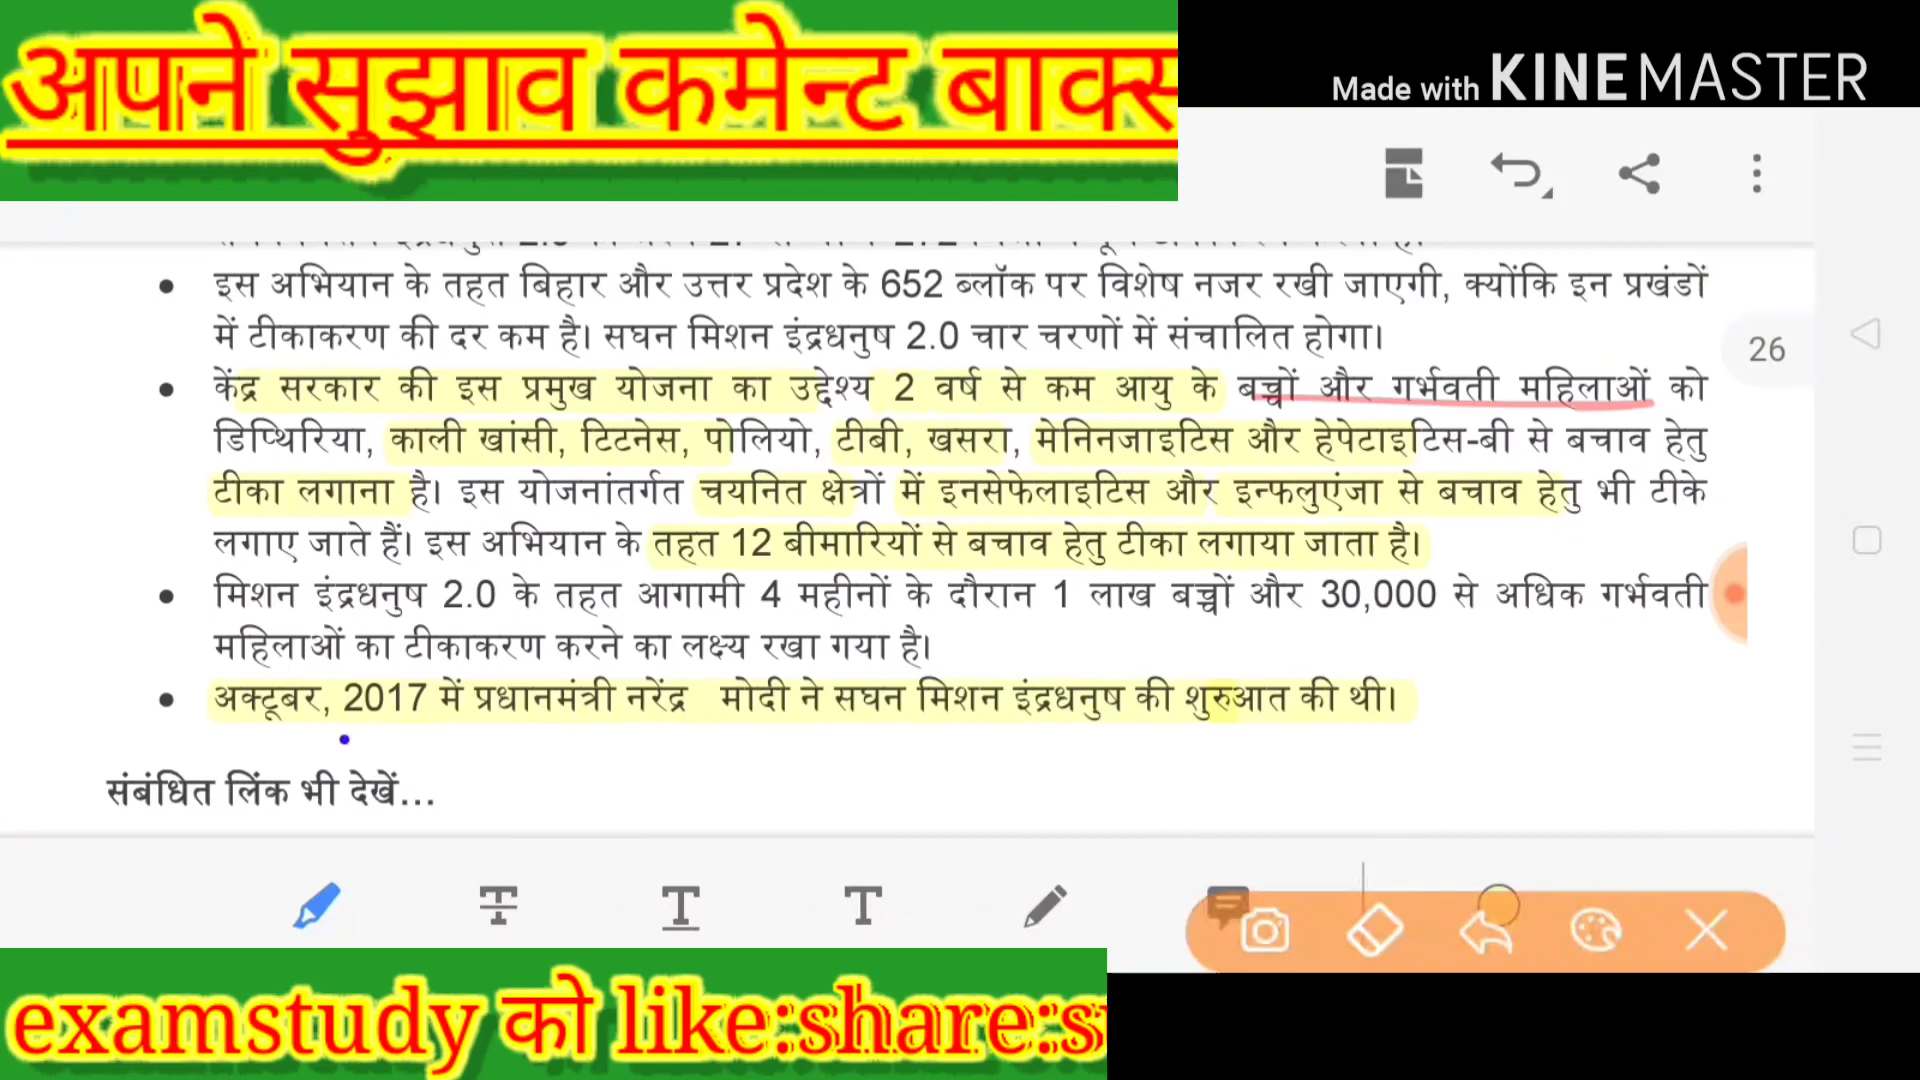 अपने सुझाव कमेन्ट बाक्स
Made with KINEMASTER
इस अभियान के तहत बिहार और उत्तर प्रदेश के 652 ब्लॉक पर विशेष नजर रखी जाएगी, क्योंकि इन प्रखंडों
में टीकाकरण की दर कम है। सघन मिशन इंद्रधनुष 2.0 चार चरणों में संचालित होगा।
26
केंद्र सरकार की इस प्रमुख योजना का उद्देश्य 2 वर्ष से कम आयु के बच्चों और गर्भवती महिलाओं को
डिप्थिरिया, काली खांसी, टिटनेस, पोलियो, टीबी, खसरा, मेनिनजाइटिस और हेपेटाइटिस-बी से बचाव हेतु
टीका लगाना है। इस योजनांतर्गत चयनित क्षेत्रों में इनसेफेलाइटिस और इन्फलुएंजा से बचाव हेतु भी टीके
लगाए जाते हैं। इस अभियान के तहत 12 बीमारियों से बचाव हेतु टीका लगाया जाता है।
मिशन इंद्रधनुष 2.0 के तहत आगामी 4 महीनों के दौरान 1 लाख बच्चों और 30,000 से अधिक गर्भवती
महिलाओं का टीकाकरण करने का लक्ष्य रखा गया है।
अक्टूबर, 2017 में प्रधानमंत्री नरेंद्र मोदी ने सघन मिशन इंद्रधनुष की शुरुआत की थी।
संबंधित लिंक भी देखें...
examstudy को like:share:s